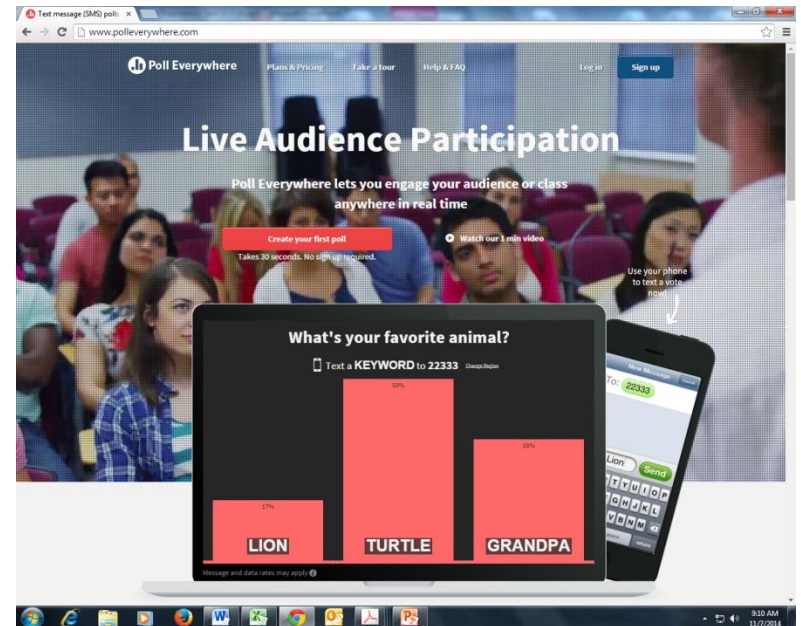 Text message (SMS) polls
www.polleverywhere.com
Poll Everywhere
Plans & Pricing
Take a tour
Help & FAQ
Log in
Sign up
Live Audience Participation
Poll Everywhere lets you engage your audience or class
anywhere in real time
Create your first poll
Watch our 1 min video
Takes 30 seconds. No sign up required.
Use your phone
to text a vote
now!
What's your favorite animal?
Text a KEYWORD to 22333 Change Region
50%
33%
17%
LION
TURTLE
GRANDPA
Message and data rates may apply
New Message
To: 22333
Lion
Send
T Y U I O P
G H J K L
V B N M
return
9:10 AM
11/7/2014